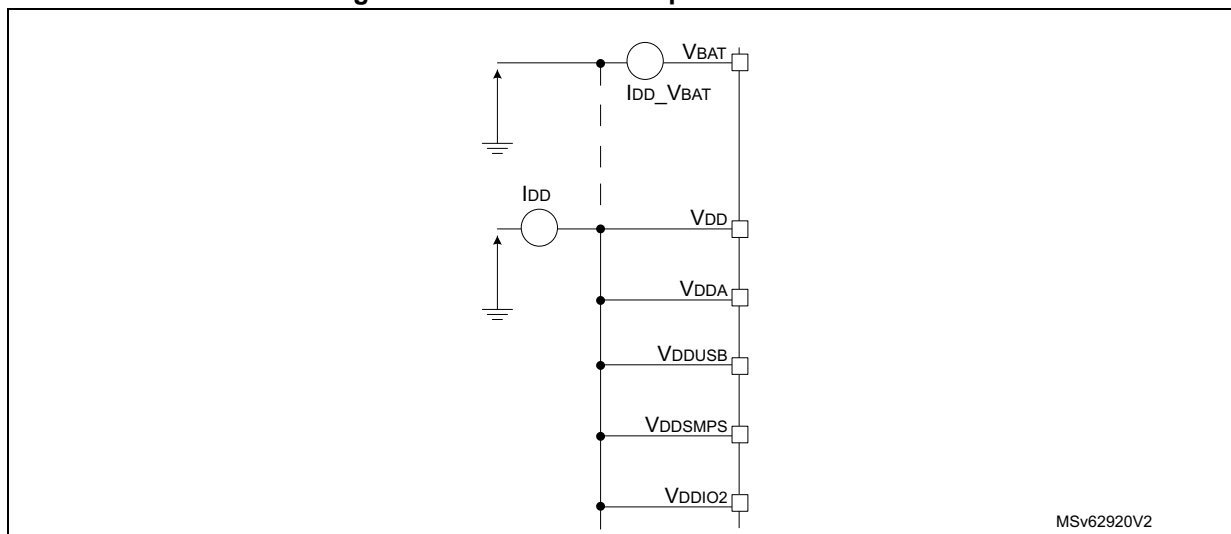 VBAT
IDD_VBAT
IDD
VDD
VDDA
VDDUSB
VDDSMPS
VDDIO2
MSv62920V2